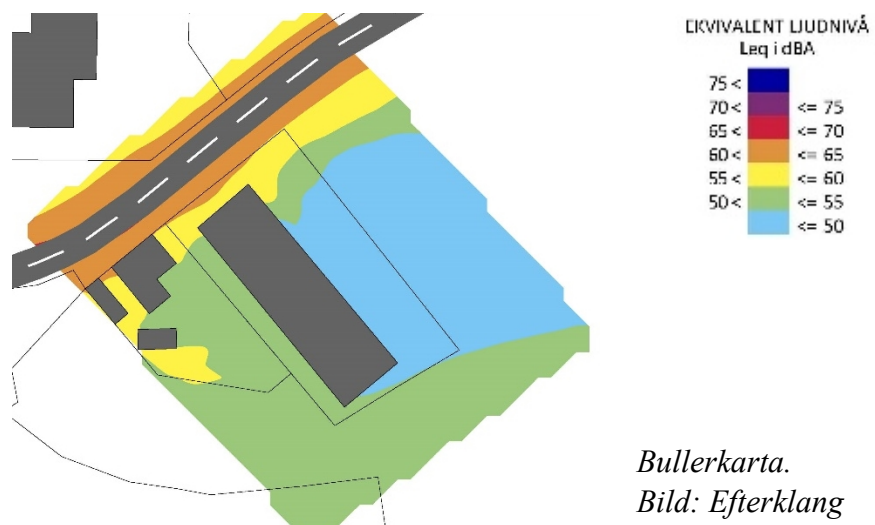 EKVIVALENT LJUDNIVÅ
Leq i dBA
75 <
70 < <= 75
65 < <= 70
60 < <= 65
55 < <= 60
50 < <= 55
<= 50
Bullerkarta.
Bild: Efterklang